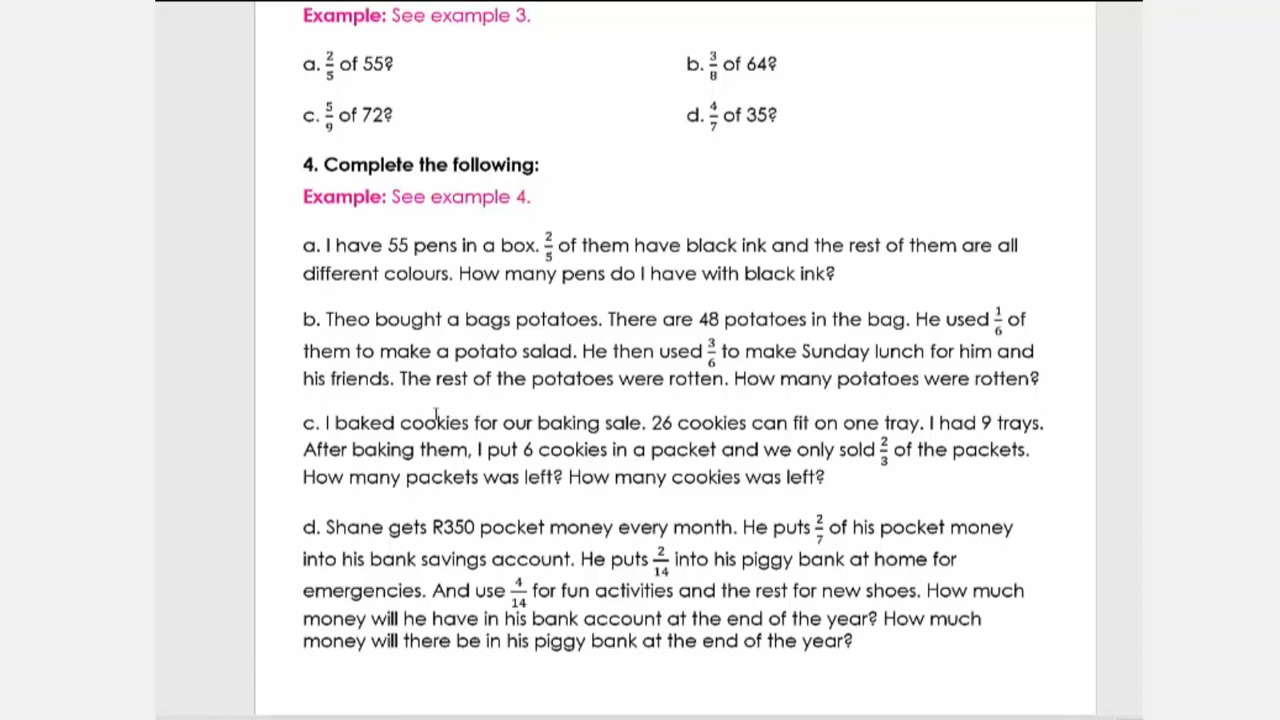 Example: See example 3.
a. 2/5 of 55? b. 3/8 of 64?
c. 5/9 of 72? d. 4/7 of 35?
4. Complete the following:
Example: See example 4.
a. I have 55 pens in a box. 2/5 of them have black ink and the rest of them are all
different colours. How many pens do I have with black ink?
b. Theo bought a bags potatoes. There are 48 potatoes in the bag. He used 1/6 of
them to make a potato salad. He then used 3/6 to make Sunday lunch for him and
his friends. The rest of the potatoes were rotten. How many potatoes were rotten?
c. I baked cookies for our baking sale. 26 cookies can fit on one tray. I had 9 trays.
After baking them, I put 6 cookies in a packet and we only sold 2/3 of the packets.
How many packets was left? How many cookies was left?
d. Shane gets R350 pocket money every month. He puts 2/7 of his pocket money
into his bank savings account. He puts 2/14 into his piggy bank at home for
emergencies. And use 4/14 for fun activities and the rest for new shoes. How much
money will he have in his bank account at the end of the year? How much
money will there be in his piggy bank at the end of the year?